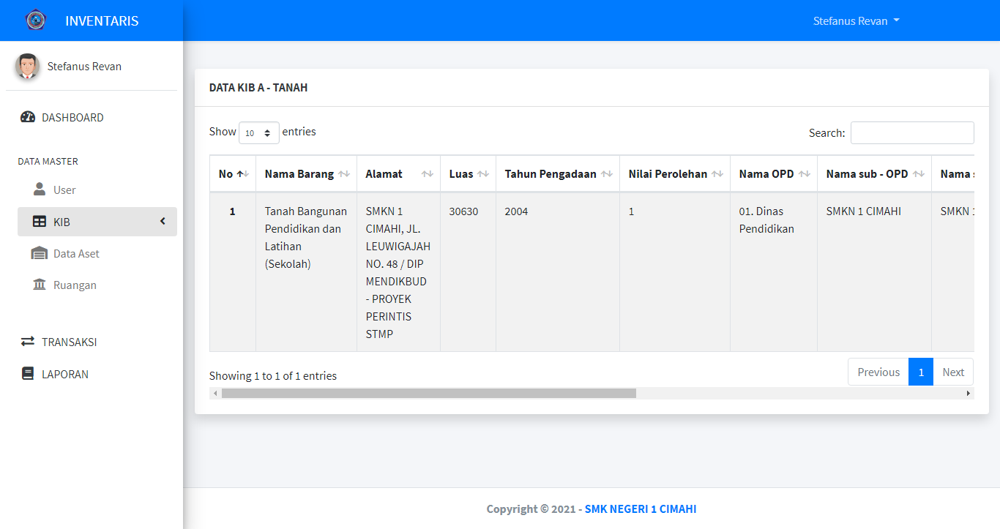 INVENTARIS
Stefanus Revan
Stefanus Revan
DASHBOARD
DATA MASTER
User
KIB
Data Aset
Ruangan
TRANSAKSI
LAPORAN
DATA KIB A - TANAH
Show 10 entries
Search:
No Nama Barang Alamat Luas Tahun Pengadaan Nilai Perolehan Nama OPD Nama sub - OPD Nama
1 Tanah Bangunan SMKN 1 30630 2004 1 01. Dinas SMKN 1 CIMAHI SMKN
Pendidikan dan CIMAHI, JL. Pendidikan
Latihan LEUWIGAJAH
(Sekolah) NO. 48 / DIP
MENDIKBUD
- PROYEK
PERINTIS
STMP
Showing 1 to 1 of 1 entries
Previous 1 Next
Copyright © 2021 - SMK NEGERI 1 CIMAHI